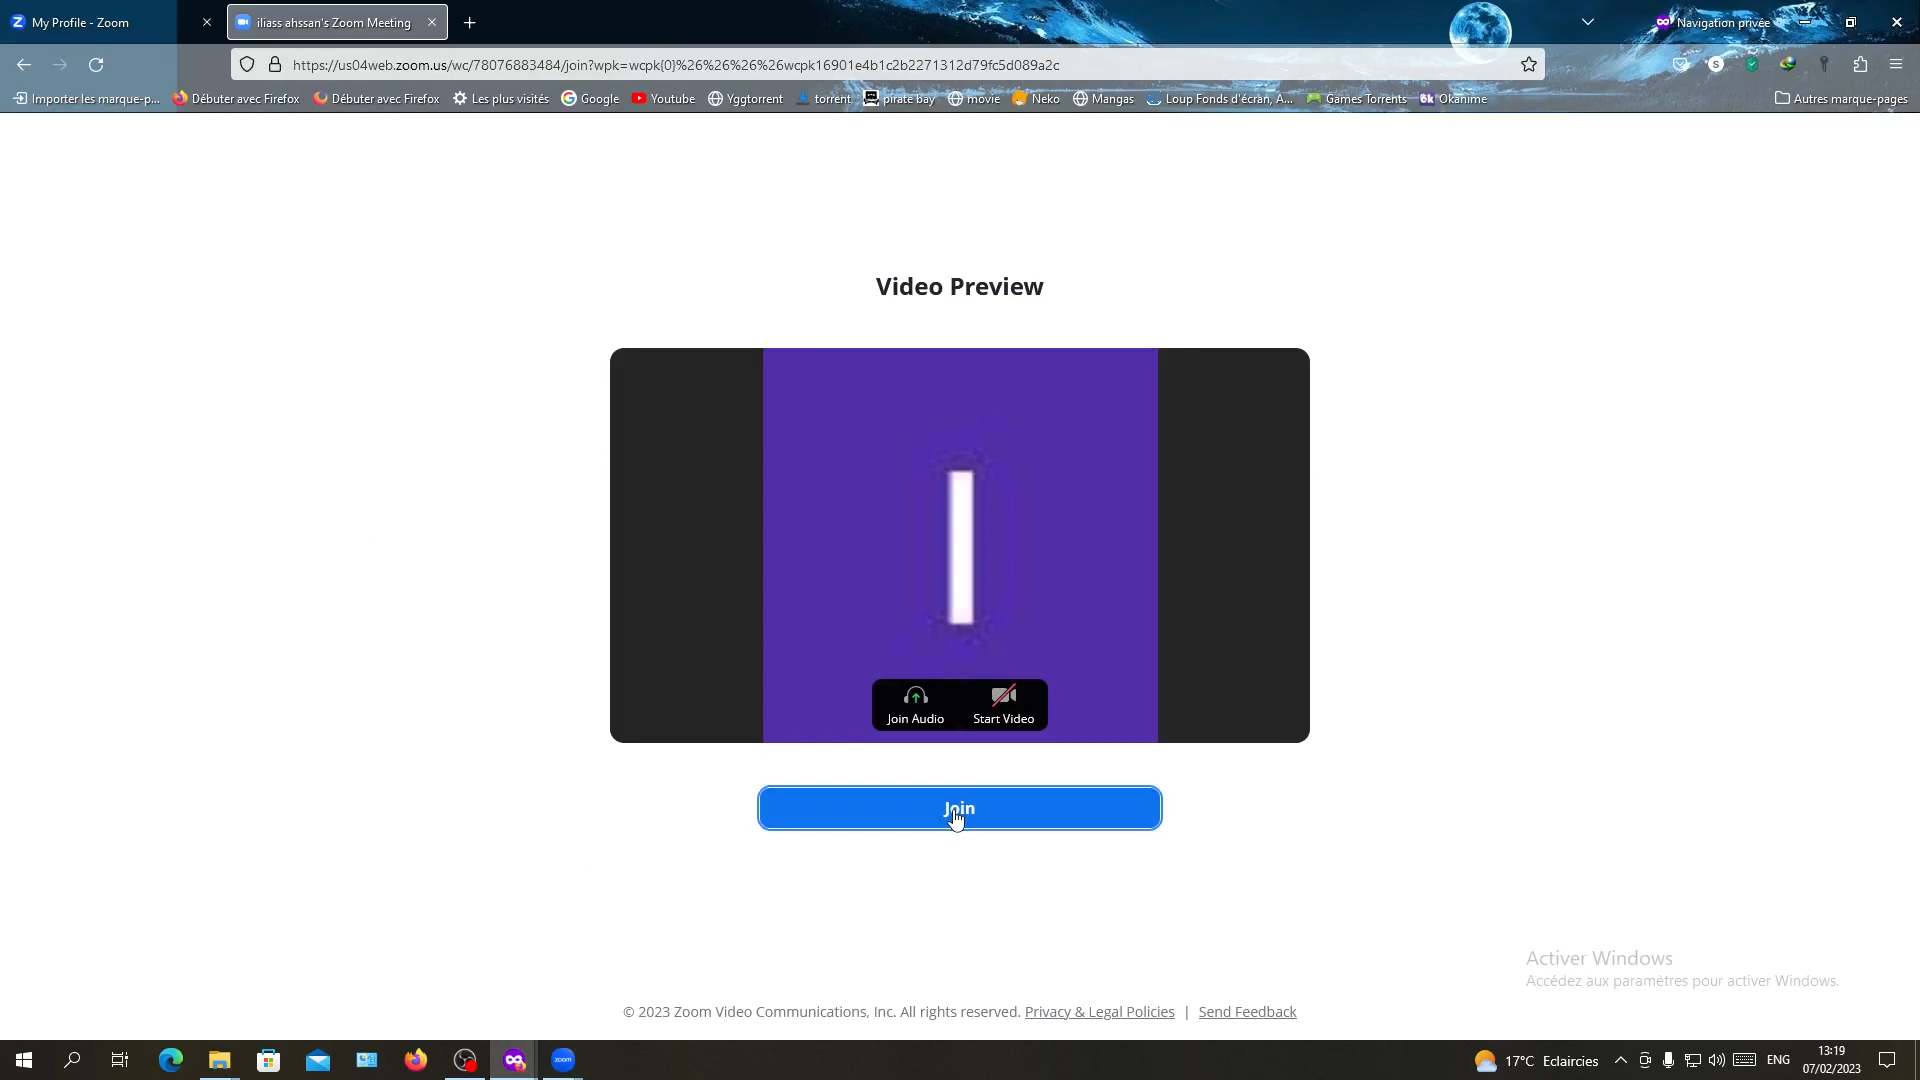 My Profile - Zoom
iliass ahssan's Zoom Meeting
Navigation privée
https://us04web.zoom.us/wc/78076883484/join?wpk=wcpk{0}%26%26%26%26wcpk16901e4b1c2b2271312d79fc5d089a2c
Importer les marque-p...
Débuter avec Firefox
Débuter avec Firefox
Les plus visités
Google
Youtube
Yggtorrent
torrent
pirate bay
movie
Neko
Mangas
Loup Fonds d'écran, A...
Games Torrents
Okanime
Autres marque-pages
Video Preview
I
Join Audio
Start Video
Join
Activer Windows
Accédez aux paramètres pour activer Windows.
© 2023 Zoom Video Communications, Inc. All rights reserved. Privacy & Legal Policies | Send Feedback
zoom
17°C Eclaircies
ENG
13:19
07/02/2023